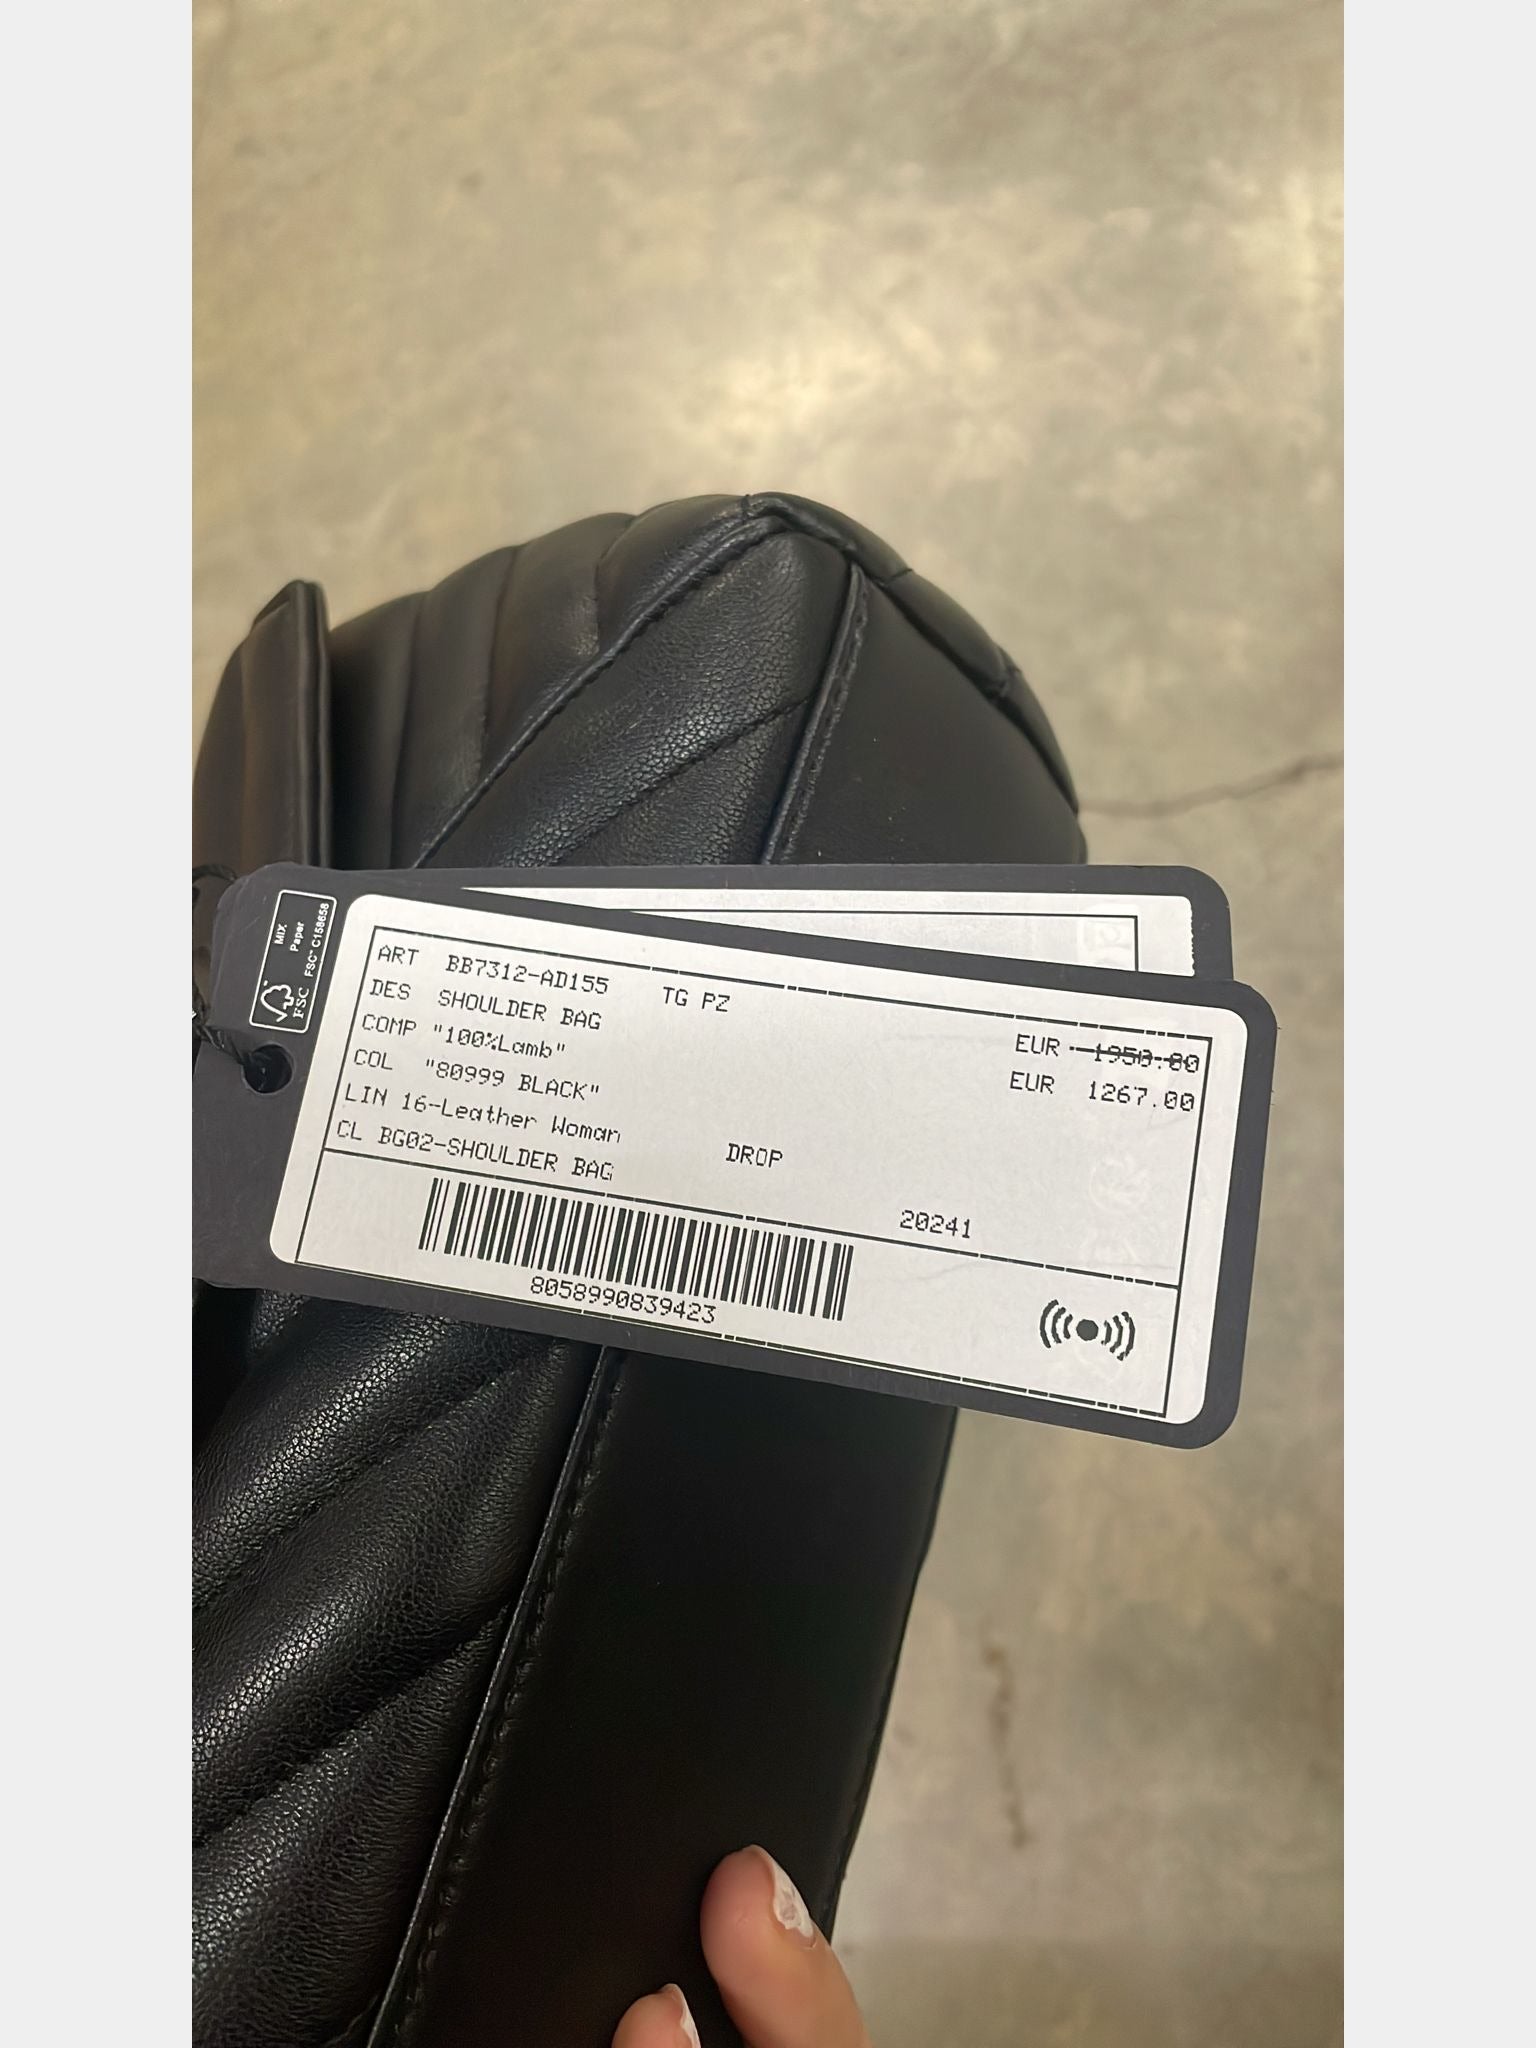 MIX
Paper
FSC™ C158658
FSC
ART BB7312-AD155 TG PZ
DES SHOULDER BAG
EUR 1950.00
COMP "100%Lamb"
EUR 1267.00
COL "80999 BLACK"
LIN 16-Leather Woman
CL BG02-SHOULDER BAG DROP
20241
8058990839423